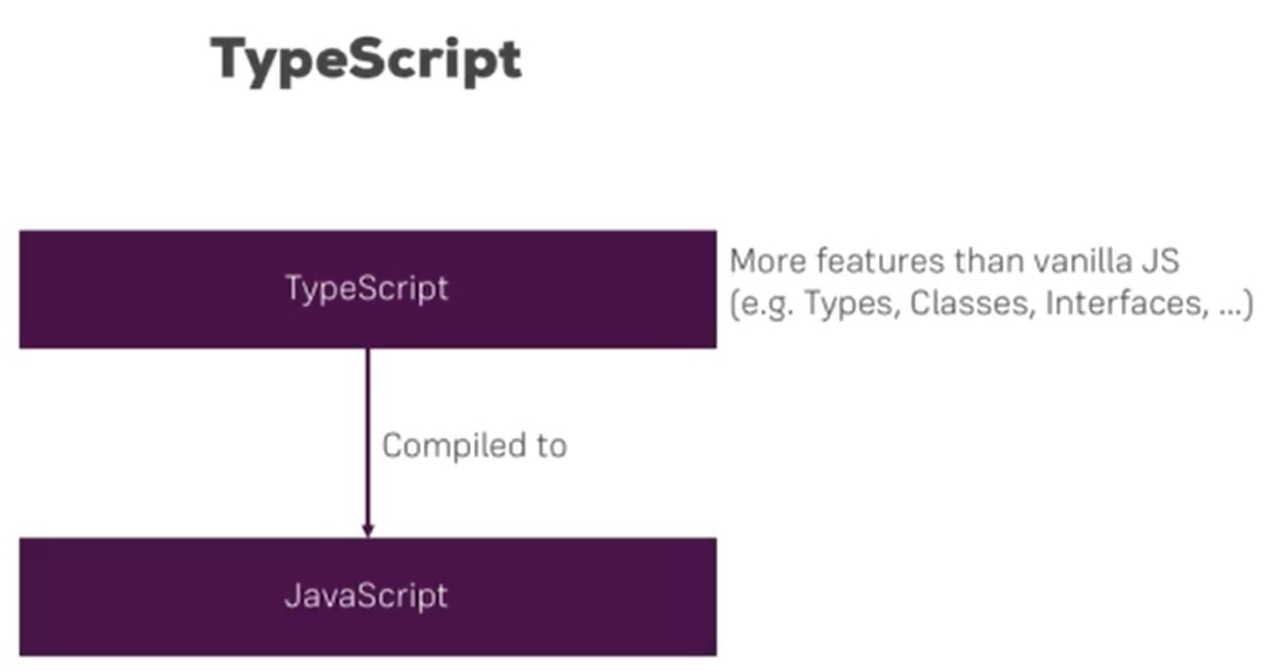 TypeScript
TypeScript
More features than vanilla JS
(e.g. Types, Classes, Interfaces, ...)
Compiled to
JavaScript